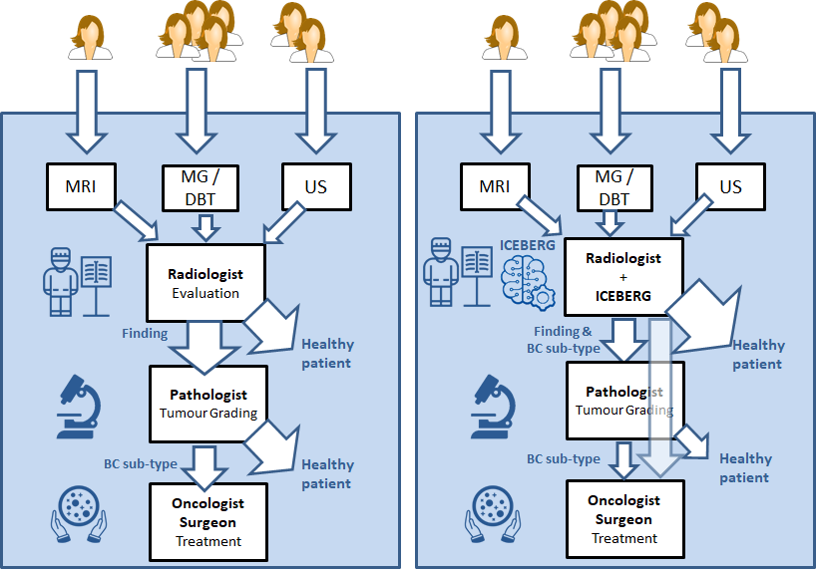 MRI
MG /
DBT
US
Radiologist
Evaluation
Finding
Healthy
patient
Pathologist
Tumour Grading
BC sub-type
Healthy
patient
Oncologist
Surgeon
Treatment
MRI
MG /
DBT
US
ICEBERG
Radiologist
+
ICEBERG
Finding &
BC sub-type
Healthy
patient
Pathologist
Tumour Grading
BC sub-type
Healthy
patient
Oncologist
Surgeon
Treatment